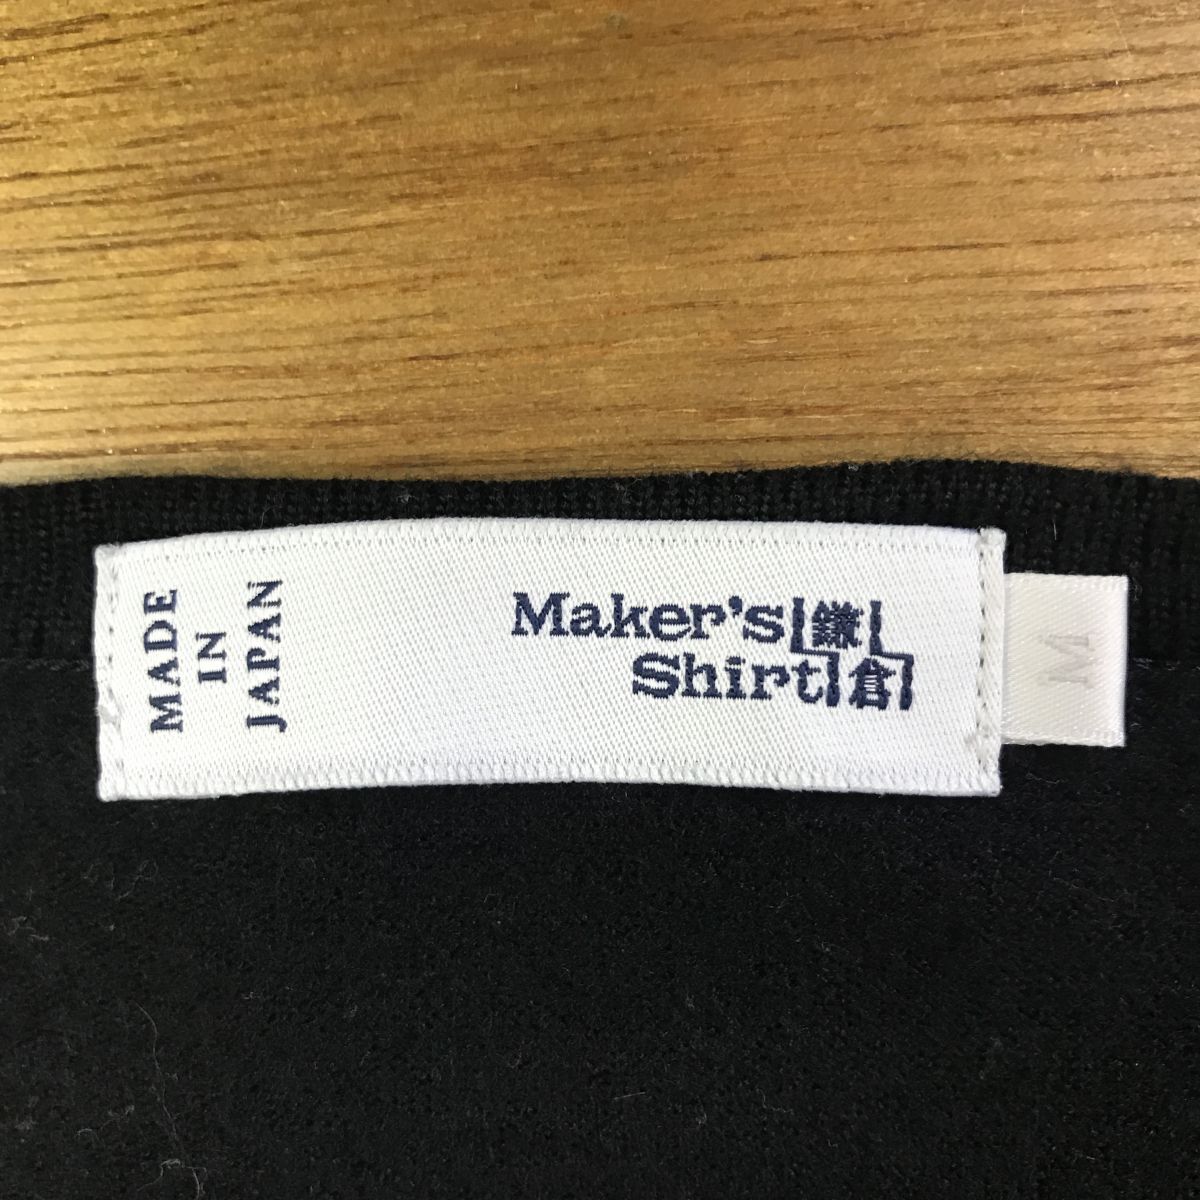 MADE
IN
JAPAN
Maker's 鎌
Shirt 倉
M